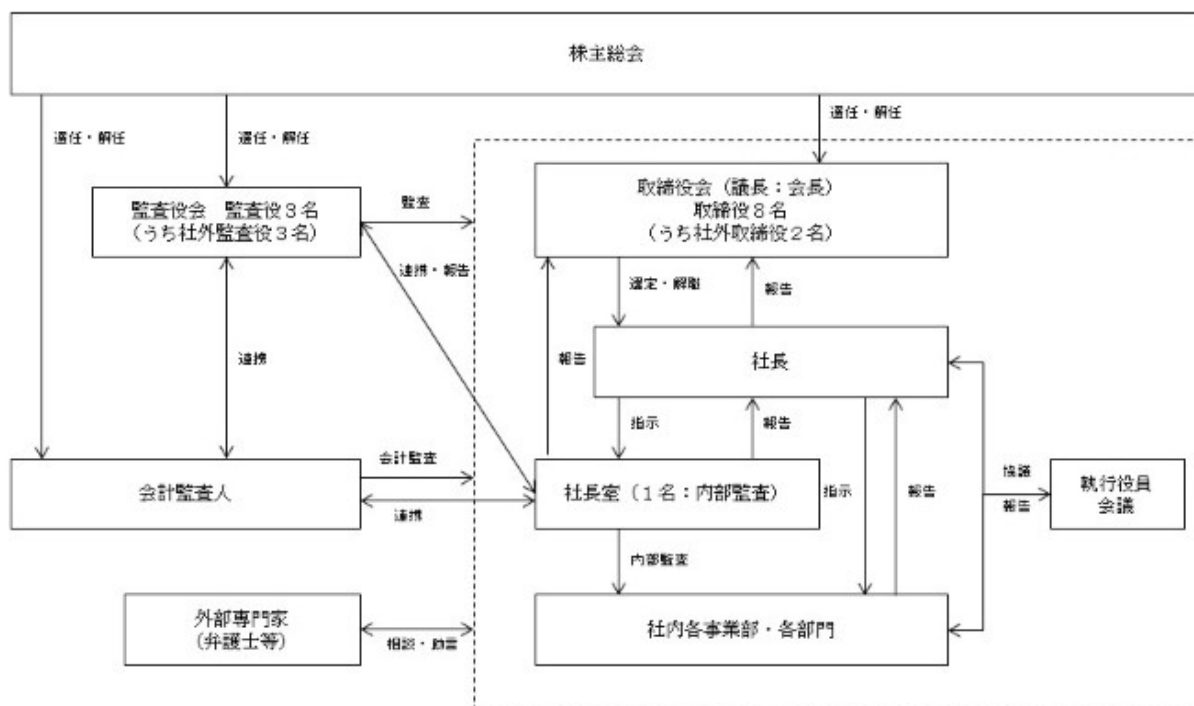 株主総会
選任・解任
選任・解任
選任・解任
監査役会　監査役３名
（うち社外監査役３名）
監査
取締役会（議長：会長）
取締役８名
（うち社外取締役２名）
連携・報告
選定・解職
報告
連携
報告
社長
指示
報告
会計監査人
会計監査
連携
社長室（１名：内部監査）
指示
報告
協議
報告
執行役員
会議
内部監査
外部専門家
（弁護士等）
相談・助言
社内各事業部・各部門